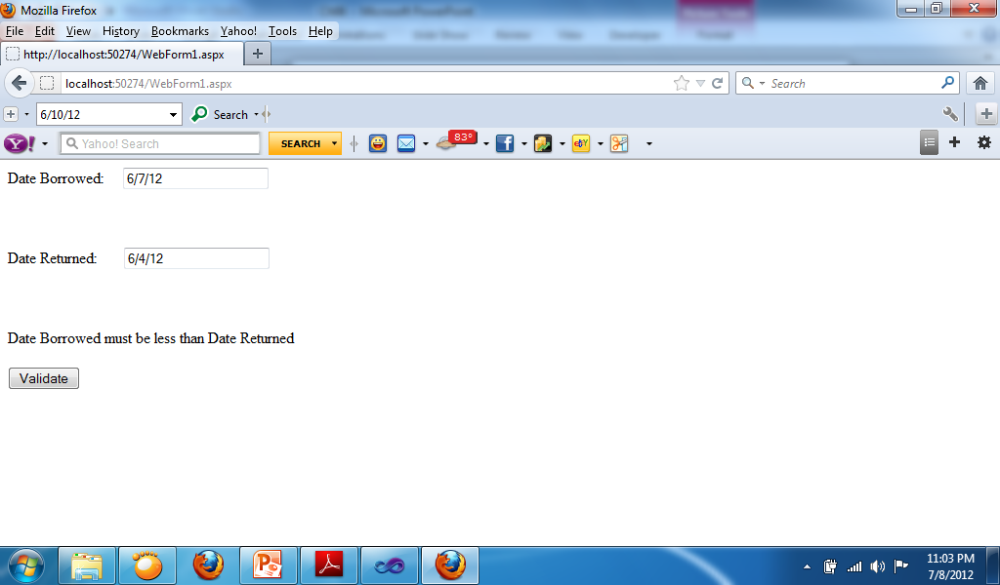 Mozilla Firefox
File Edit View History Bookmarks Yahoo! Tools Help
http://localhost:50274/WebForm1.aspx
localhost:50274/WebForm1.aspx
Search
6/10/12 Search
Y! Yahoo! Search SEARCH 83° f
Date Borrowed: 6/7/12
Date Returned: 6/4/12
Date Borrowed must be less than Date Returned
Validate
11:03 PM
7/8/2012